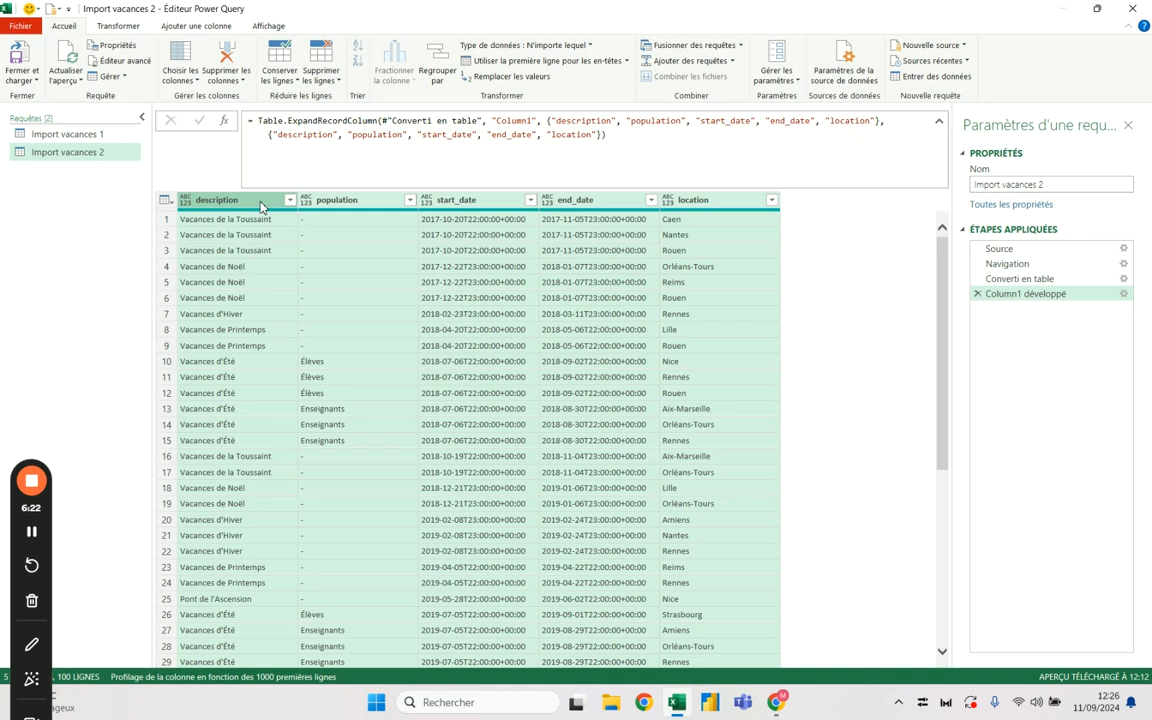 Import vacances 2 - Éditeur Power Query
Fichier Accueil Transformer Ajouter une colonne Affichage
Fermer et charger
Fermer
Actualiser l'aperçu
Propriétés
Éditeur avancé
Gérer
Requête
Choisir les colonnes
Supprimer les colonnes
Gérer les colonnes
Conserver les lignes
Supprimer les lignes
Réduire les lignes
Trier
Fractionner la colonne
Regrouper par
Type de données : N'importe lequel
Utiliser la première ligne pour les en-têtes
Remplacer les valeurs
Transformer
Fusionner des requêtes
Ajouter des requêtes
Combiner les fichiers
Combiner
Gérer les paramètres
Paramètres
Paramètres de la source de données
Sources de données
Nouvelle source
Sources récentes
Entrer des données
Nouvelle requête
Requêtes [2]
Import vacances 1
Import vacances 2
= Table.ExpandRecordColumn(#"Converti en table", "Column1", {"description", "population", "start_date", "end_date", "location"},
{"description", "population", "start_date", "end_date", "location"})
ABC 123 description ABC 123 population ABC 123 start_date ABC 123 end_date ABC 123 location
1 Vacances de la Toussaint - 2017-10-20T22:00:00+00:00 2017-11-05T23:00:00+00:00 Caen
2 Vacances de la Toussaint - 2017-10-20T22:00:00+00:00 2017-11-05T23:00:00+00:00 Nantes
3 Vacances de la Toussaint - 2017-10-20T22:00:00+00:00 2017-11-05T23:00:00+00:00 Rouen
4 Vacances de Noël - 2017-12-22T23:00:00+00:00 2018-01-07T23:00:00+00:00 Orléans-Tours
5 Vacances de Noël - 2017-12-22T23:00:00+00:00 2018-01-07T23:00:00+00:00 Reims
6 Vacances de Noël - 2017-12-22T23:00:00+00:00 2018-01-07T23:00:00+00:00 Rouen
7 Vacances d'Hiver - 2018-02-23T23:00:00+00:00 2018-03-11T23:00:00+00:00 Rennes
8 Vacances de Printemps - 2018-04-20T22:00:00+00:00 2018-05-06T22:00:00+00:00 Lille
9 Vacances de Printemps - 2018-04-20T22:00:00+00:00 2018-05-06T22:00:00+00:00 Rouen
10 Vacances d'Été Élèves 2018-07-06T22:00:00+00:00 2018-09-02T22:00:00+00:00 Nice
11 Vacances d'Été Élèves 2018-07-06T22:00:00+00:00 2018-09-02T22:00:00+00:00 Rennes
12 Vacances d'Été Élèves 2018-07-06T22:00:00+00:00 2018-09-02T22:00:00+00:00 Rouen
13 Vacances d'Été Enseignants 2018-07-06T22:00:00+00:00 2018-08-30T22:00:00+00:00 Aix-Marseille
14 Vacances d'Été Enseignants 2018-07-06T22:00:00+00:00 2018-08-30T22:00:00+00:00 Orléans-Tours
15 Vacances d'Été Enseignants 2018-07-06T22:00:00+00:00 2018-08-30T22:00:00+00:00 Rennes
16 Vacances de la Toussaint - 2018-10-19T22:00:00+00:00 2018-11-04T23:00:00+00:00 Aix-Marseille
17 Vacances de la Toussaint - 2018-10-19T22:00:00+00:00 2018-11-04T23:00:00+00:00 Orléans-Tours
18 Vacances de Noël - 2018-12-21T23:00:00+00:00 2019-01-06T23:00:00+00:00 Lille
19 Vacances de Noël - 2018-12-21T23:00:00+00:00 2019-01-06T23:00:00+00:00 Orléans-Tours
20 Vacances d'Hiver - 2019-02-08T23:00:00+00:00 2019-02-24T23:00:00+00:00 Amiens
21 Vacances d'Hiver - 2019-02-08T23:00:00+00:00 2019-02-24T23:00:00+00:00 Nantes
22 Vacances d'Hiver - 2019-02-08T23:00:00+00:00 2019-02-24T23:00:00+00:00 Rennes
23 Vacances de Printemps - 2019-04-05T22:00:00+00:00 2019-04-22T22:00:00+00:00 Reims
24 Vacances de Printemps - 2019-04-05T22:00:00+00:00 2019-04-22T22:00:00+00:00 Rennes
25 Pont de l'Ascension - 2019-05-28T22:00:00+00:00 2019-06-02T22:00:00+00:00 Nice
26 Vacances d'Été Élèves 2019-07-05T22:00:00+00:00 2019-09-01T22:00:00+00:00 Strasbourg
27 Vacances d'Été Enseignants 2019-07-05T22:00:00+00:00 2019-08-29T22:00:00+00:00 Amiens
28 Vacances d'Été Enseignants 2019-07-05T22:00:00+00:00 2019-08-29T22:00:00+00:00 Orléans-Tours
29 Vacances d'Été Enseignants 2019-07-05T22:00:00+00:00 2019-08-29T22:00:00+00:00 Rennes
Paramètres d'une requ...
PROPRIÉTÉS
Nom
Import vacances 2
Toutes les propriétés
ÉTAPES APPLIQUÉES
Source
Navigation
Converti en table
Column1 développé
6:22
5
100 LIGNES Profilage de la colonne en fonction des 1000 premières lignes
APERÇU TÉLÉCHARGÉ À 12:12
Rechercher
12:26
11/09/2024